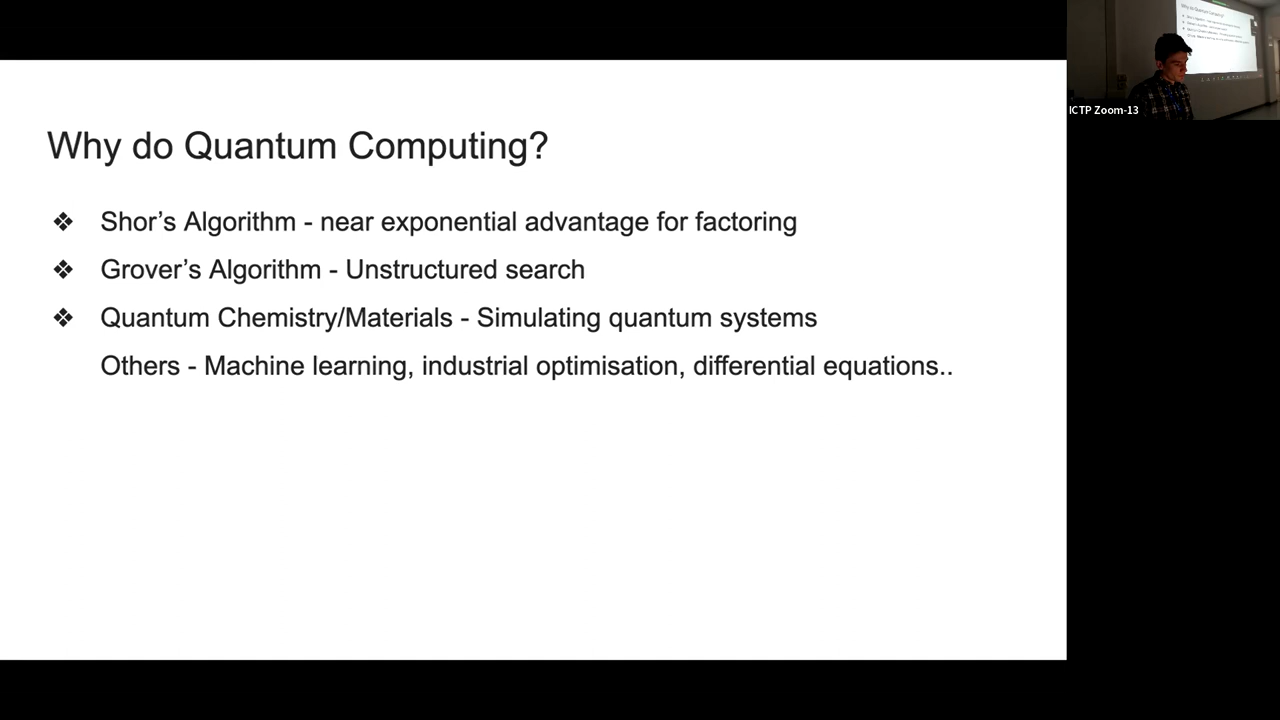 Why do Quantum Computing?
❖ Shor’s Algorithm - near exponential advantage for factoring
❖ Grover’s Algorithm - Unstructured search
❖ Quantum Chemistry/Materials - Simulating quantum systems
Others - Machine learning, industrial optimisation, differential equations..
ICTP Zoom-13